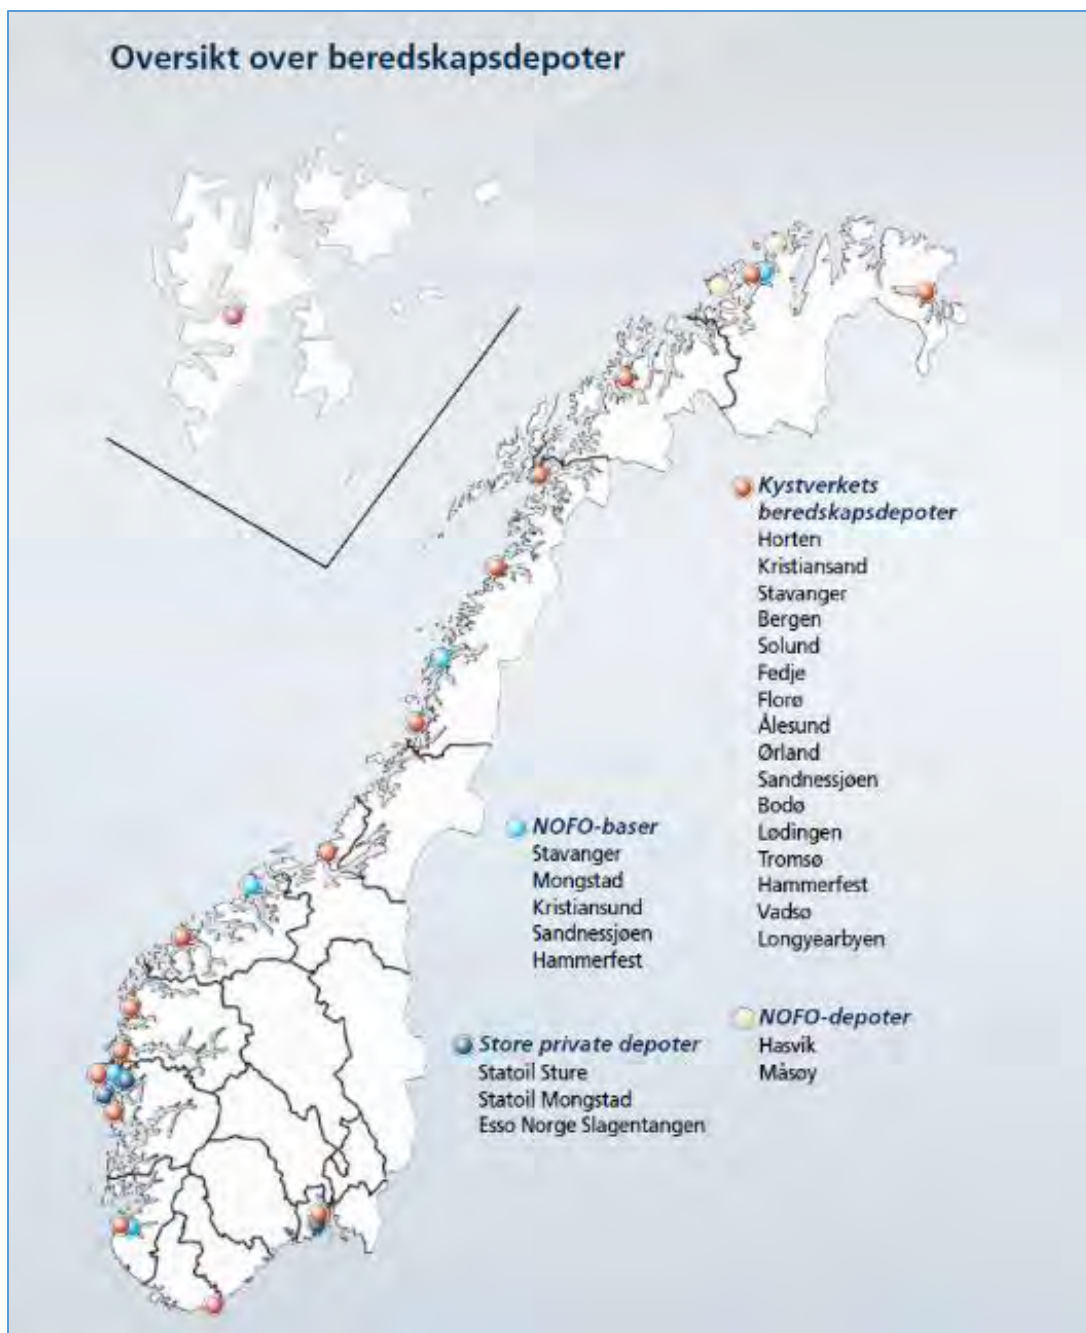 Oversikt over beredskapsdepoter
Kystverkets
beredskapsdepoter
Horten
Kristiansand
Stavanger
Bergen
Solund
Fedje
Florø
Ålesund
Ørland
Sandnessjøen
Bodø
Lødingen
Tromsø
Hammerfest
Vadsø
Longyearbyen
NOFO-baser
Stavanger
Mongstad
Kristiansund
Sandnessjøen
Hammerfest
Store private depoter
Statoil Sture
Statoil Mongstad
Esso Norge Slagentangen
NOFO-depoter
Hasvik
Måsøy